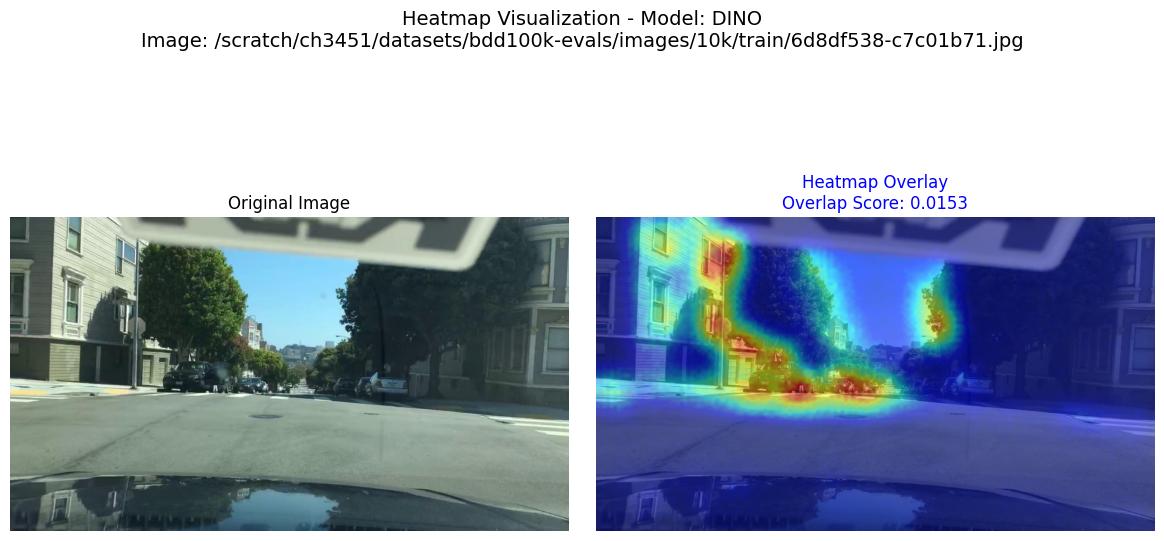 Heatmap Visualization - Model: DINO
Image: /scratch/ch3451/datasets/bdd100k-evals/images/10k/train/6d8df538-c7c01b71.jpg
Original Image
Heatmap Overlay
Overlap Score: 0.0153